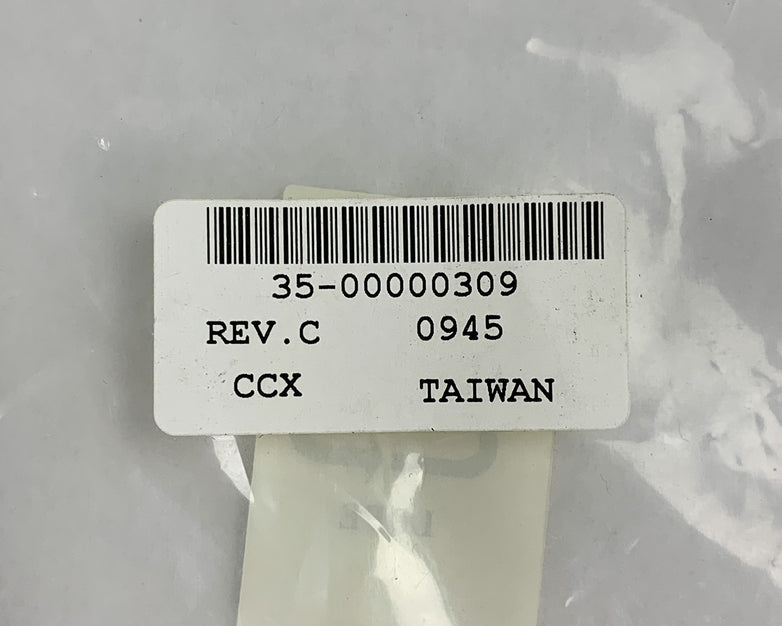 35-00000309
REV.C 0945
CCX TAIWAN